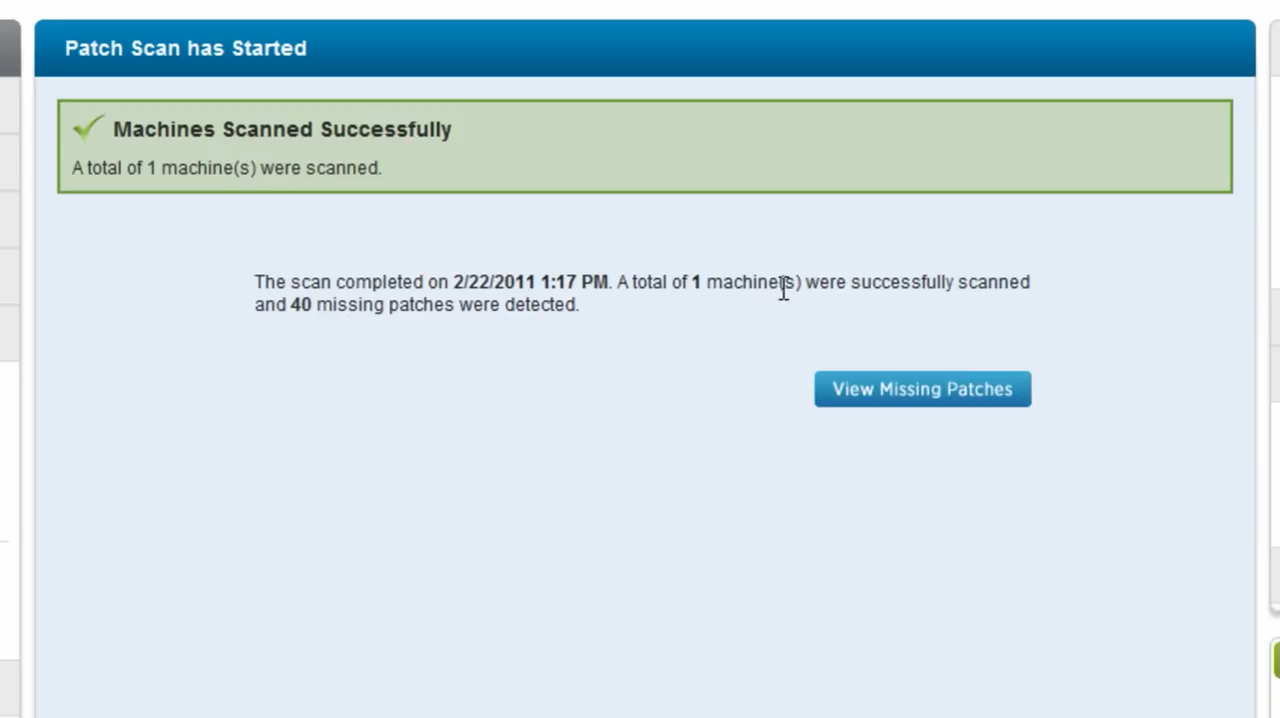 Patch Scan has Started
Machines Scanned Successfully
A total of 1 machine(s) were scanned.
The scan completed on 2/22/2011 1:17 PM. A total of 1 machine(s) were successfully scanned
and 40 missing patches were detected.
View Missing Patches